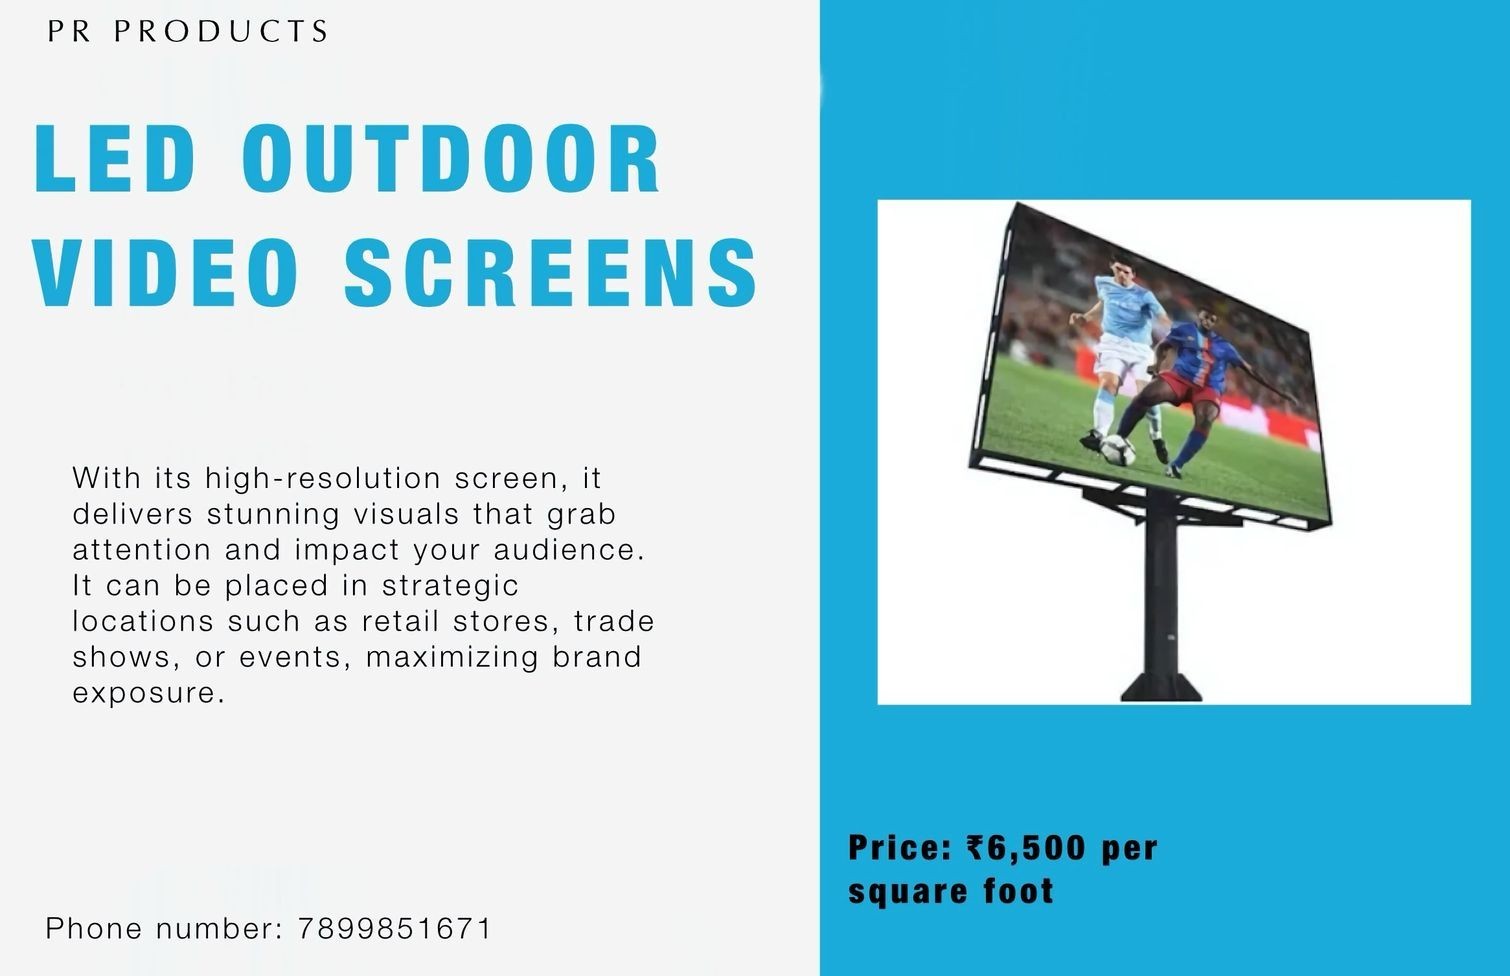 PR PRODUCTS
LED OUTDOOR
VIDEO SCREENS
With its high-resolution screen, it
delivers stunning visuals that grab
attention and impact your audience.
It can be placed in strategic
locations such as retail stores, trade
shows, or events, maximizing brand
exposure.
Phone number: 7899851671
Price: ₹6,500 per
square foot